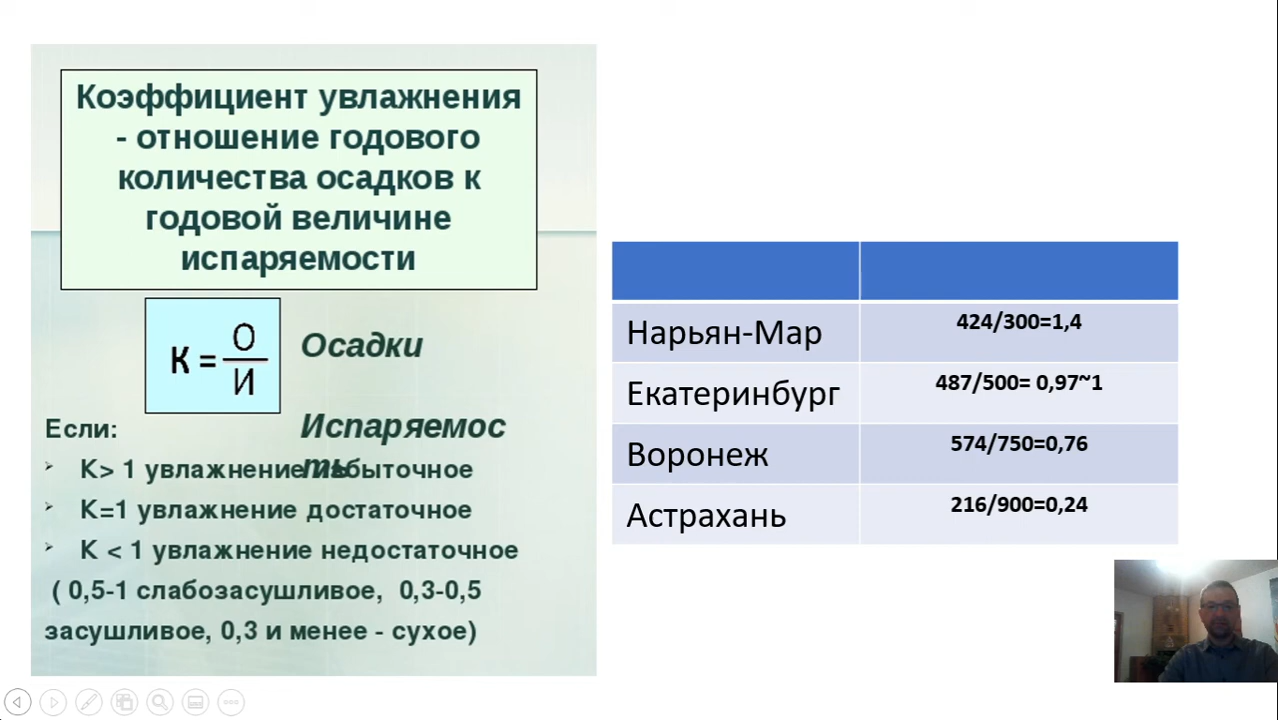 Коэффициент увлажнения
- отношение годового
количества осадков к
годовой величине
испаряемости
К = О/И
Осадки
Испаряемос
ть
Если:
К> 1 увлажнение избыточное
К=1 увлажнение достаточное
К < 1 увлажнение недостаточное
( 0,5-1 слабозасушливое, 0,3-0,5
засушливое, 0,3 и менее - сухое)
Нарьян-Мар 424/300=1,4
Екатеринбург 487/500= 0,97~1
Воронеж 574/750=0,76
Астрахань 216/900=0,24